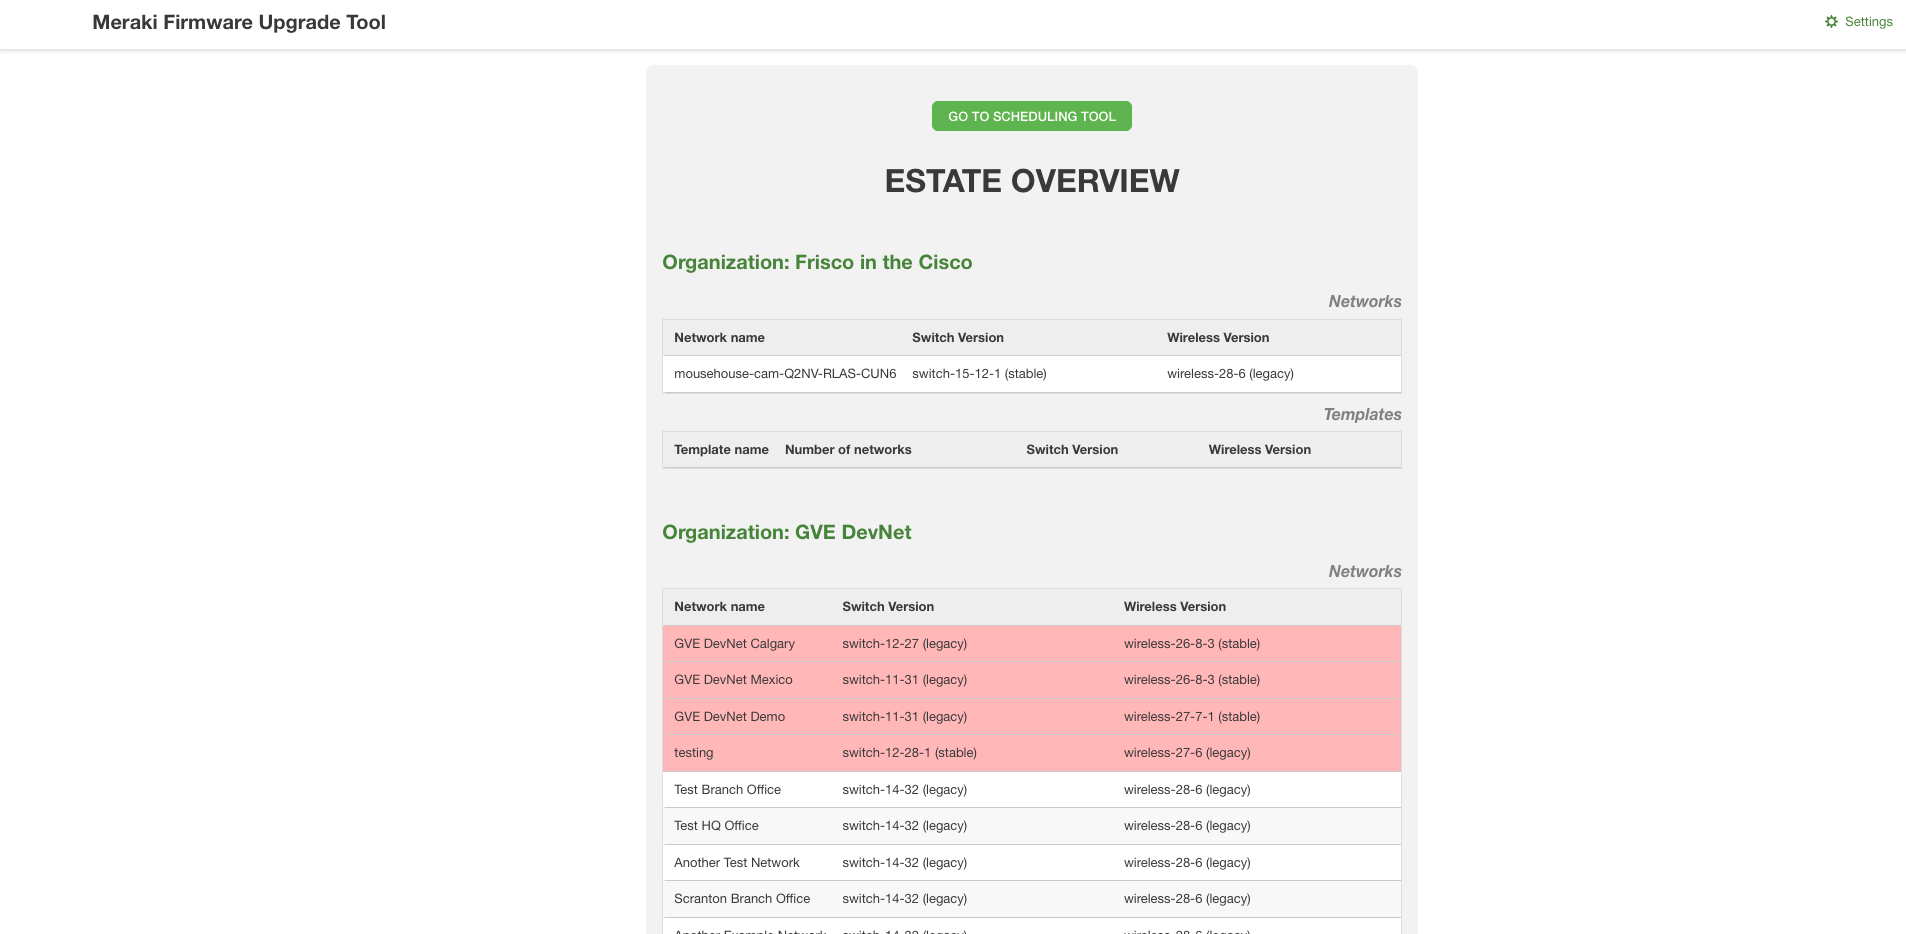 Meraki Firmware Upgrade Tool
Settings
GO TO SCHEDULING TOOL
ESTATE OVERVIEW
Organization: Frisco in the Cisco
Networks
Network name Switch Version Wireless Version
mousehouse-cam-Q2NV-RLAS-CUN6 switch-15-12-1 (stable) wireless-28-6 (legacy)
Templates
Template name Number of networks Switch Version Wireless Version
Organization: GVE DevNet
Networks
Network name Switch Version Wireless Version
GVE DevNet Calgary switch-12-27 (legacy) wireless-26-8-3 (stable)
GVE DevNet Mexico switch-11-31 (legacy) wireless-26-8-3 (stable)
GVE DevNet Demo switch-11-31 (legacy) wireless-27-7-1 (stable)
testing switch-12-28-1 (stable) wireless-27-6 (legacy)
Test Branch Office switch-14-32 (legacy) wireless-28-6 (legacy)
Test HQ Office switch-14-32 (legacy) wireless-28-6 (legacy)
Another Test Network switch-14-32 (legacy) wireless-28-6 (legacy)
Scranton Branch Office switch-14-32 (legacy) wireless-28-6 (legacy)
Another Example Network